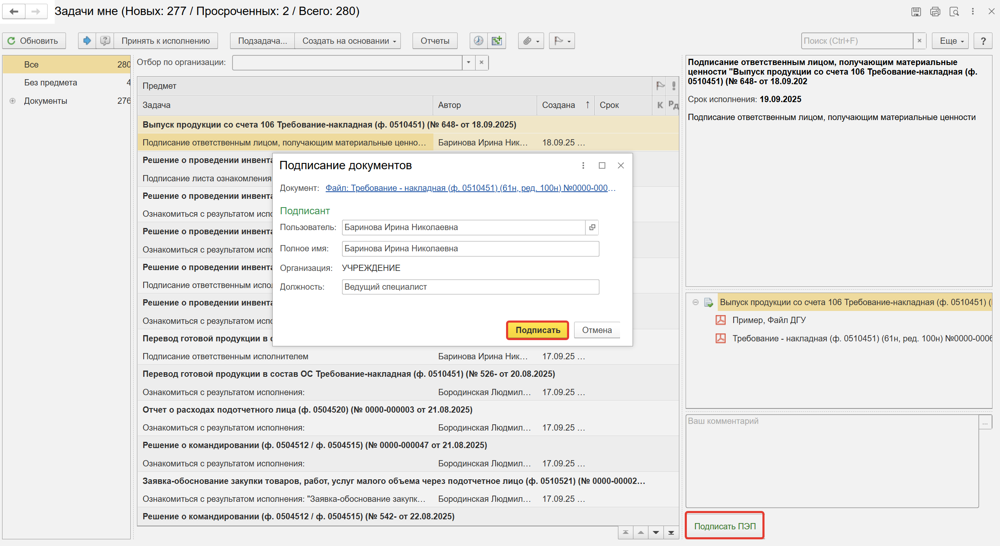 Задачи мне (Новых: 277 / Просроченных: 2 / Всего: 280)
Обновить
Принять к исполнению
Подзадача...
Создать на основании
Отчеты
Поиск (Ctrl+F)
×
Еще
?
Все 280
Без предмета 4
Документы 276
Отбор по организации:
×
Предмет
Задача Автор Создана ↑ Срок К Рд
Выпуск продукции со счета 106 Требование-накладная (ф. 0510451) (№ 648- от 18.09.2025)
Подписание ответственным лицом, получающим материальные ценно… Баринова Ирина Ник… 18.09.25 …
Решение о проведении инвента
Подписание листа ознакомления
Решение о проведении инвента
Ознакомиться с результатом испо
Решение о проведении инвента
Ознакомиться с результатом испо
Решение о проведении инвента
Подписание ответственным испол
Решение о проведении инвента
Ознакомиться с результатом испо
Перевод готовой продукции в с
Подписание ответственным исполнителем Баринова Ирина Ник… 17.09.25 …
Перевод готовой продукции в состав ОС Требование-накладная (ф. 0510451) (№ 526- от 20.08.2025)
Ознакомиться с результатом исполнения: Бородинская Людмил… 17.09.25 …
Отчет о расходах подотчетного лица (ф. 0504520) (№ 0000-000003 от 21.08.2025)
Ознакомиться с результатом исполнения: Бородинская Людмил… 17.09.25 …
Решение о командировании (ф. 0504512 / ф. 0504515) (№ 0000-000047 от 21.08.2025)
Ознакомиться с результатом исполнения: Бородинская Людмил… 17.09.25 …
Заявка-обоснование закупки товаров, работ, услуг малого объема через подотчетное лицо (ф. 0510521) (№ 0000-00002…
Ознакомиться с результатом исполнения: "Заявка-обоснование закупк… Бородинская Людмил… 17.09.25 …
Решение о командировании (ф. 0504512 / ф. 0504515) (№ 542- от 22.08.2025)
Подписание документов
Документ: Файл: Требование - накладная (ф. 0510451) (61н, ред. 100н) №0000-000…
Подписант
Пользователь: Баринова Ирина Николаевна
Полное имя: Баринова Ирина Николаевна
Организация: УЧРЕЖДЕНИЕ
Должность: Ведущий специалист
Подписать
Отмена
Подписание ответственным лицом, получающим материальные
ценности "Выпуск продукции со счета 106 Требование-накладная (ф.
0510451) (№ 648- от 18.09.202
Срок исполнения: 19.09.2025
Подписание ответственным лицом, получающим материальные ценности
Выпуск продукции со счета 106 Требование-накладная (ф. 0510451) (
Пример, Файл ДГУ
Требование - накладная (ф. 0510451) (61н, ред. 100н) №0000-0006
Ваш комментарий
...
Подписать ПЭП